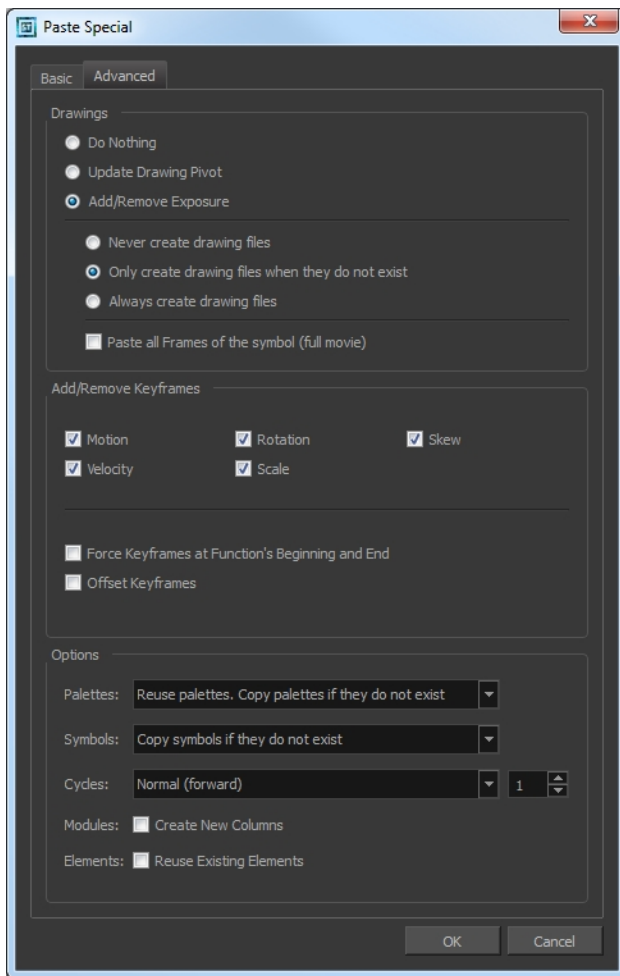 Paste Special
Basic Advanced
Drawings
Do Nothing
Update Drawing Pivot
Add/Remove Exposure
Never create drawing files
Only create drawing files when they do not exist
Always create drawing files
Paste all Frames of the symbol (full movie)
Add/Remove Keyframes
Motion Rotation Skew
Velocity Scale
Force Keyframes at Function's Beginning and End
Offset Keyframes
Options
Palettes: Reuse palettes. Copy palettes if they do not exist
Symbols: Copy symbols if they do not exist
Cycles: Normal (forward) 1
Modules: Create New Columns
Elements: Reuse Existing Elements
OK Cancel